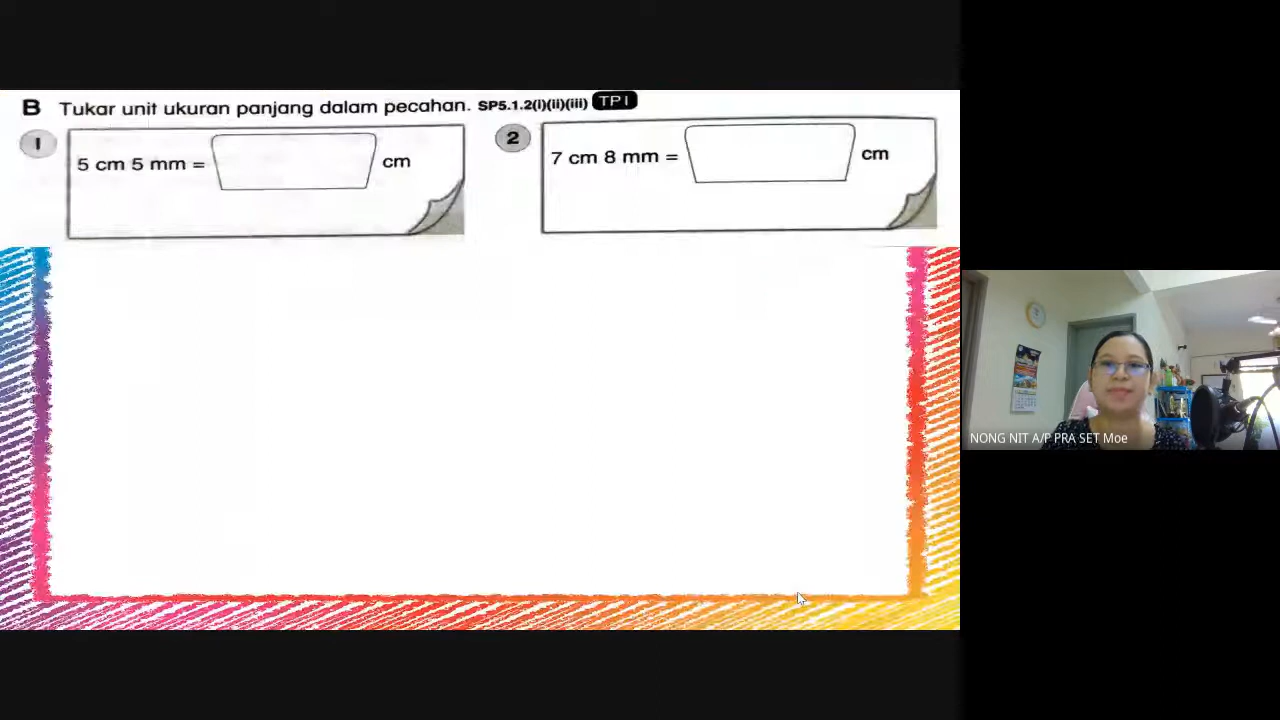 B Tukar unit ukuran panjang dalam pecahan. SP5.1.2(i)(ii)(iii) TP1
1 5 cm 5 mm = cm
2 7 cm 8 mm = cm
NONG NIT A/P PRA SET Moe